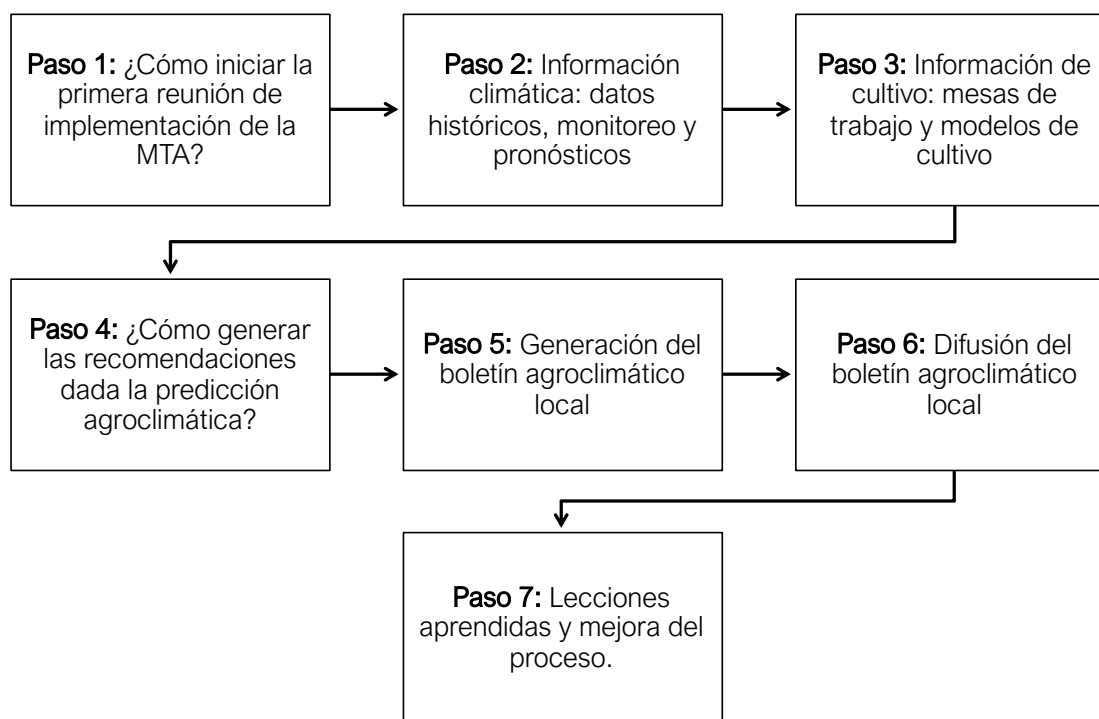 Paso 1: ¿Cómo iniciar la
primera reunión de
implementación de la
MTA?
Paso 2: Información
climática: datos
históricos, monitoreo y
pronósticos
Paso 3: Información de
cultivo: mesas de
trabajo y modelos de
cultivo
Paso 4: ¿Cómo generar
las recomendaciones
dada la predicción
agroclimática?
Paso 5: Generación del
boletín agroclimático
local
Paso 6: Difusión del
boletín agroclimático
local
Paso 7: Lecciones
aprendidas y mejora del
proceso.